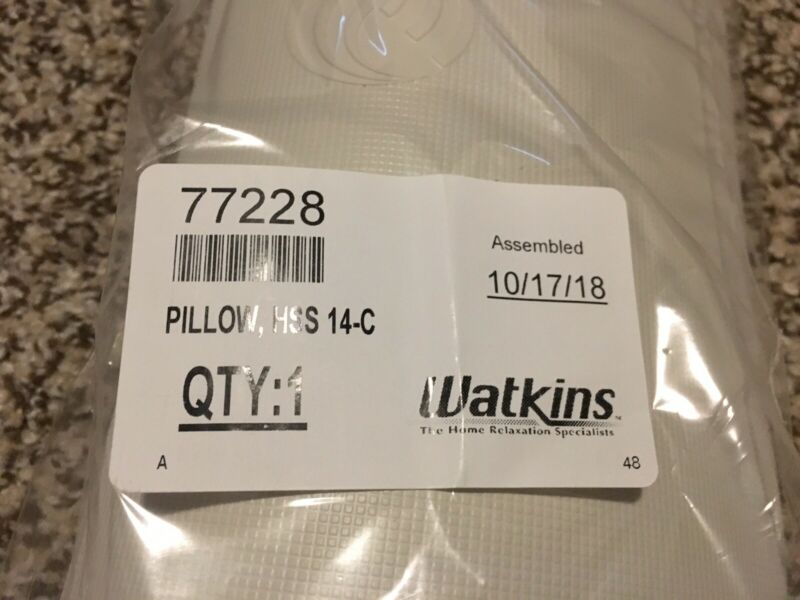 77228
Assembled
10/17/18
PILLOW, HSS 14-C
QTY:1
Watkins
The Home Relaxation Specialists
A
48